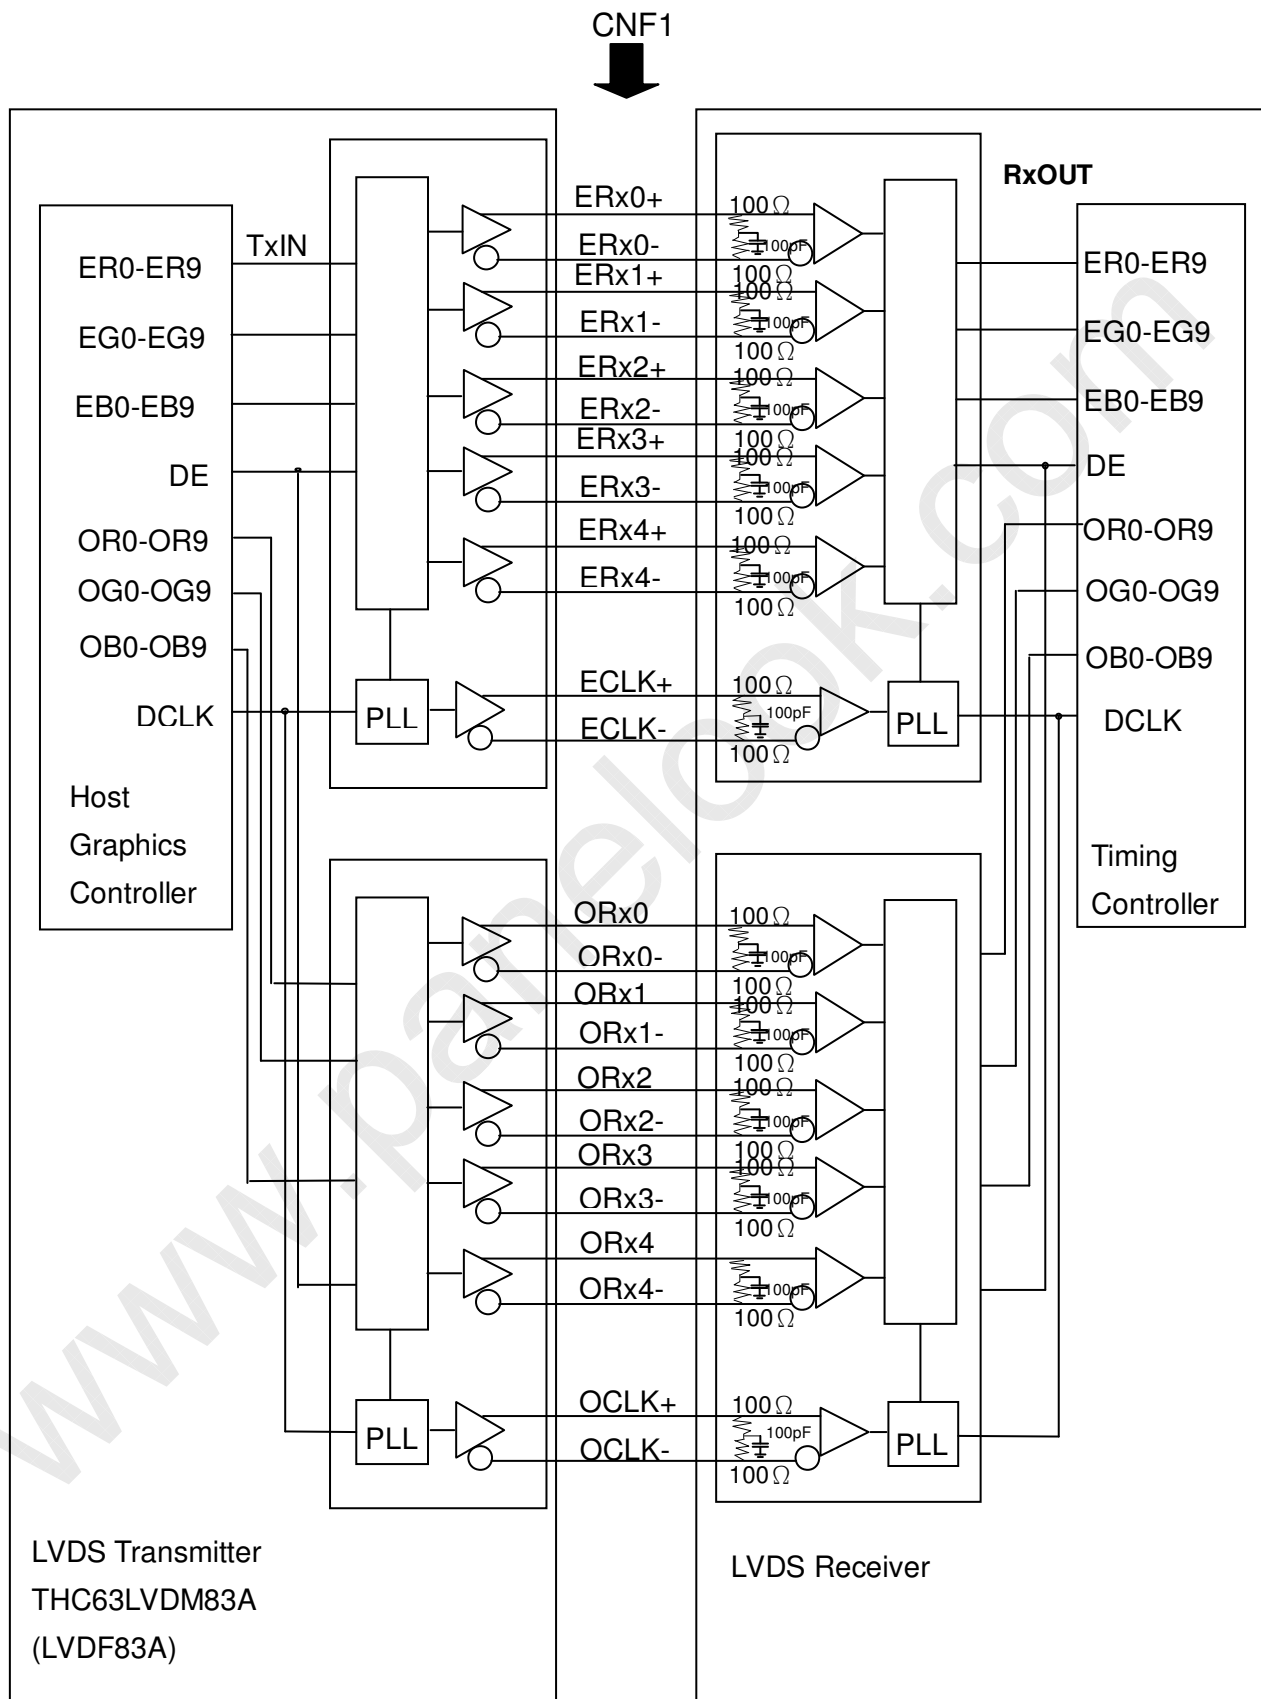 CNF1
RxOUT
TxIN
ER0-ER9
EG0-EG9
EB0-EB9
DE
OR0-OR9
OG0-OG9
OB0-OB9
DCLK
Host
Graphics
Controller
PLL
ERx0+
ERx0-
ERx1+
ERx1-
ERx2+
ERx2-
ERx3+
ERx3-
ERx4+
ERx4-
ECLK+
ECLK-
100Ω
100pF
100Ω
100Ω
100pF
100Ω
100Ω
100pF
100Ω
100Ω
100pF
100Ω
100Ω
100pF
100Ω
100Ω
100pF
100Ω
PLL
ER0-ER9
EG0-EG9
EB0-EB9
DE
OR0-OR9
OG0-OG9
OB0-OB9
DCLK
Timing
Controller
PLL
ORx0
ORx0-
ORx1
ORx1-
ORx2
ORx2-
ORx3
ORx3-
ORx4
ORx4-
OCLK+
OCLK-
100Ω
100pF
100Ω
100Ω
100pF
100Ω
100Ω
100pF
100Ω
100Ω
100pF
100Ω
100pF
100Ω
100Ω
100pF
100Ω
PLL
LVDS Transmitter
THC63LVDM83A
(LVDF83A)
LVDS Receiver
www.panelook.com